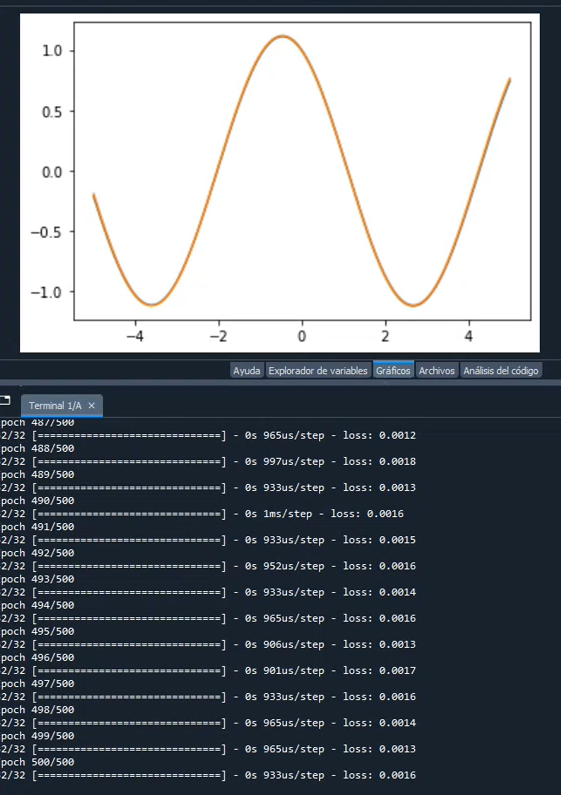 1.0
0.5
0.0
−0.5
−1.0
−4 −2 0 2 4
Ayuda Explorador de variables Gráficos Archivos Análisis del código
Terminal 1/A ×
poch 487/500
2/32 [==============================] - 0s 965us/step - loss: 0.0012
poch 488/500
2/32 [==============================] - 0s 997us/step - loss: 0.0018
poch 489/500
2/32 [==============================] - 0s 933us/step - loss: 0.0013
poch 490/500
2/32 [==============================] - 0s 1ms/step - loss: 0.0016
poch 491/500
2/32 [==============================] - 0s 933us/step - loss: 0.0015
poch 492/500
2/32 [==============================] - 0s 952us/step - loss: 0.0016
poch 493/500
2/32 [==============================] - 0s 933us/step - loss: 0.0014
poch 494/500
2/32 [==============================] - 0s 965us/step - loss: 0.0016
poch 495/500
2/32 [==============================] - 0s 906us/step - loss: 0.0013
poch 496/500
2/32 [==============================] - 0s 901us/step - loss: 0.0017
poch 497/500
2/32 [==============================] - 0s 933us/step - loss: 0.0016
poch 498/500
2/32 [==============================] - 0s 965us/step - loss: 0.0014
poch 499/500
2/32 [==============================] - 0s 965us/step - loss: 0.0013
poch 500/500
2/32 [==============================] - 0s 933us/step - loss: 0.0016